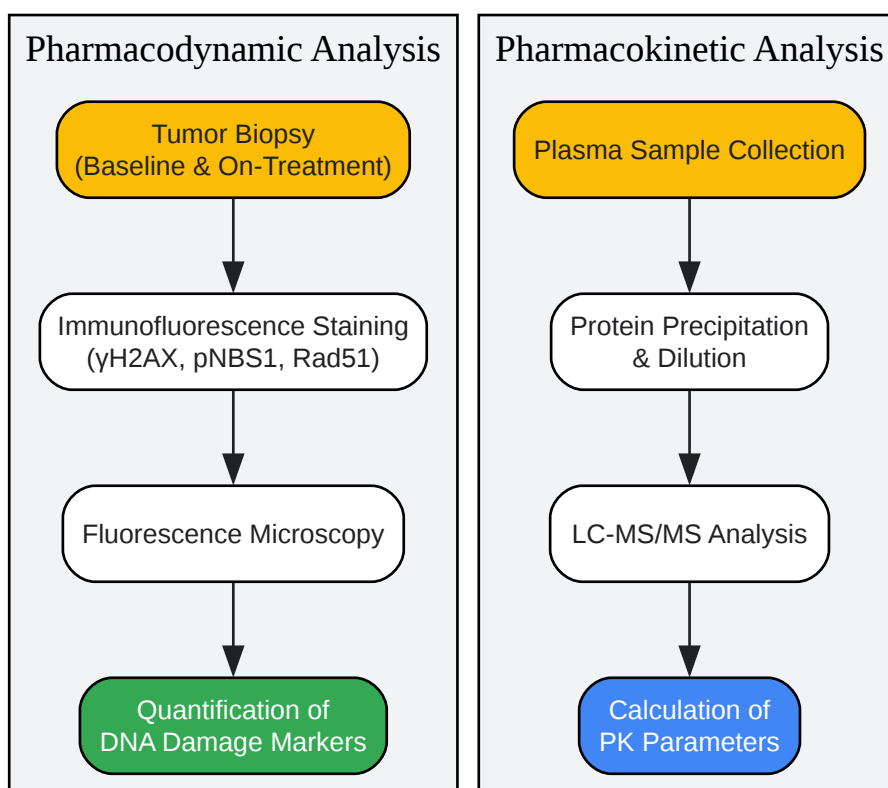 Pharmacodynamic Analysis
Tumor Biopsy
(Baseline & On-Treatment)
Immunofluorescence Staining
(γH2AX, pNBS1, Rad51)
Fluorescence Microscopy
Quantification of
DNA Damage Markers
Pharmacokinetic Analysis
Plasma Sample Collection
Protein Precipitation
& Dilution
LC-MS/MS Analysis
Calculation of
PK Parameters